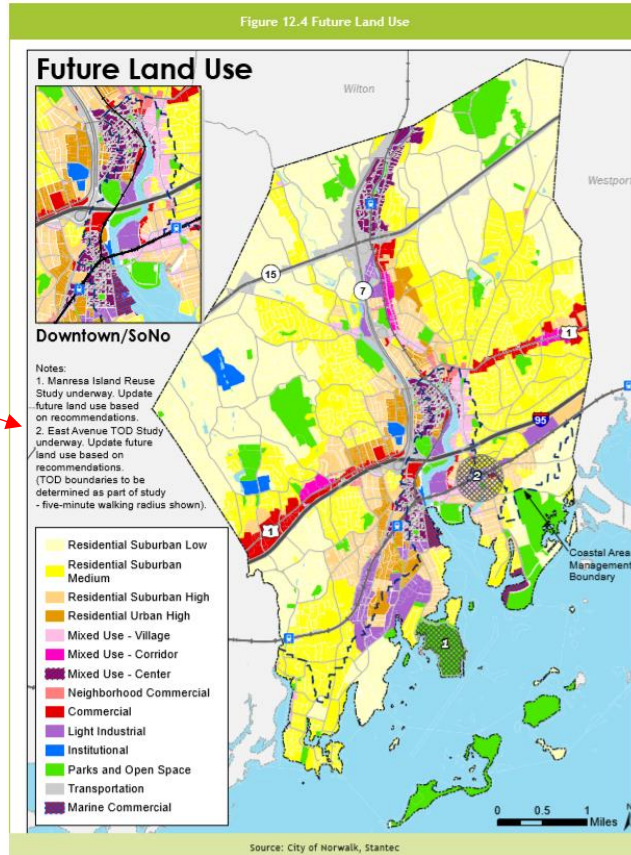 Figure 12.4 Future Land Use
Future Land Use
Wilton
Westport
15
7
1
95
2
1
1
Downtown/SoNo
Notes:
1. Manresa Island Reuse
Study underway. Update
future land use based
on recommendations.
2. East Avenue TOD Study
underway. Update future
land use based on
recommendations.
(TOD boundaries to be
determined as part of study
- five-minute walking radius shown).
Coastal Area
Management
Boundary
Residential Suburban Low
Residential Suburban
Medium
Residential Suburban High
Residential Urban High
Mixed Use - Village
Mixed Use - Corridor
Mixed Use - Center
Neighborhood Commercial
Commercial
Light Industrial
Institutional
Parks and Open Space
Transportation
Marine Commercial
0 0.5 1
Miles
N
Source: City of Norwalk, Stantec